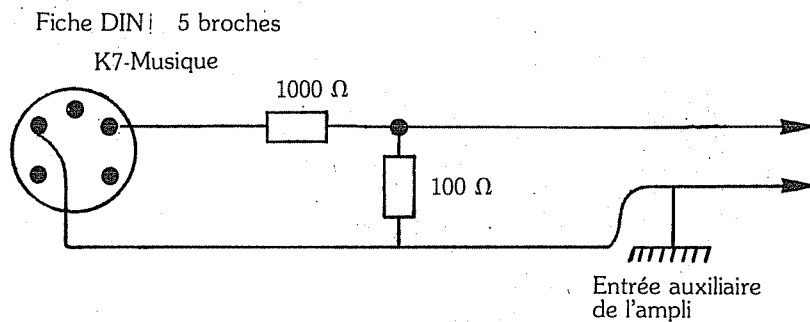 Fiche DIN| 5 broches
K7-Musique
1000 Ω
100 Ω
Entrée auxiliaire
de l'ampli